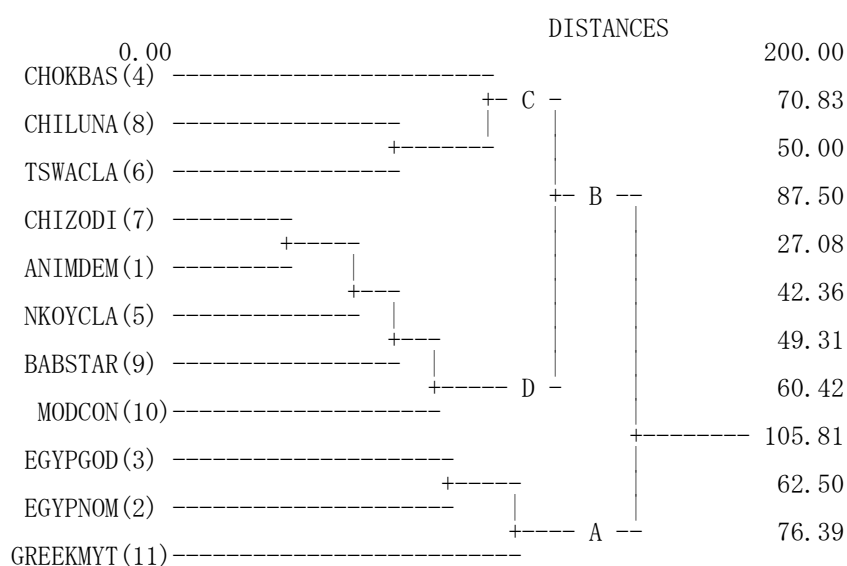 DISTANCES
0.00 200.00
CHOKBAS(4)
C 70.83
CHILUNA(8)
50.00
TSWACLA(6)
B 87.50
CHIZODI(7)
27.08
ANIMDEM(1)
42.36
NKOYCLA(5)
49.31
BABSTAR(9)
D 60.42
MODCON(10)
105.81
EGYPGOD(3)
62.50
EGYPNOM(2)
A 76.39
GREEKMYT(11)